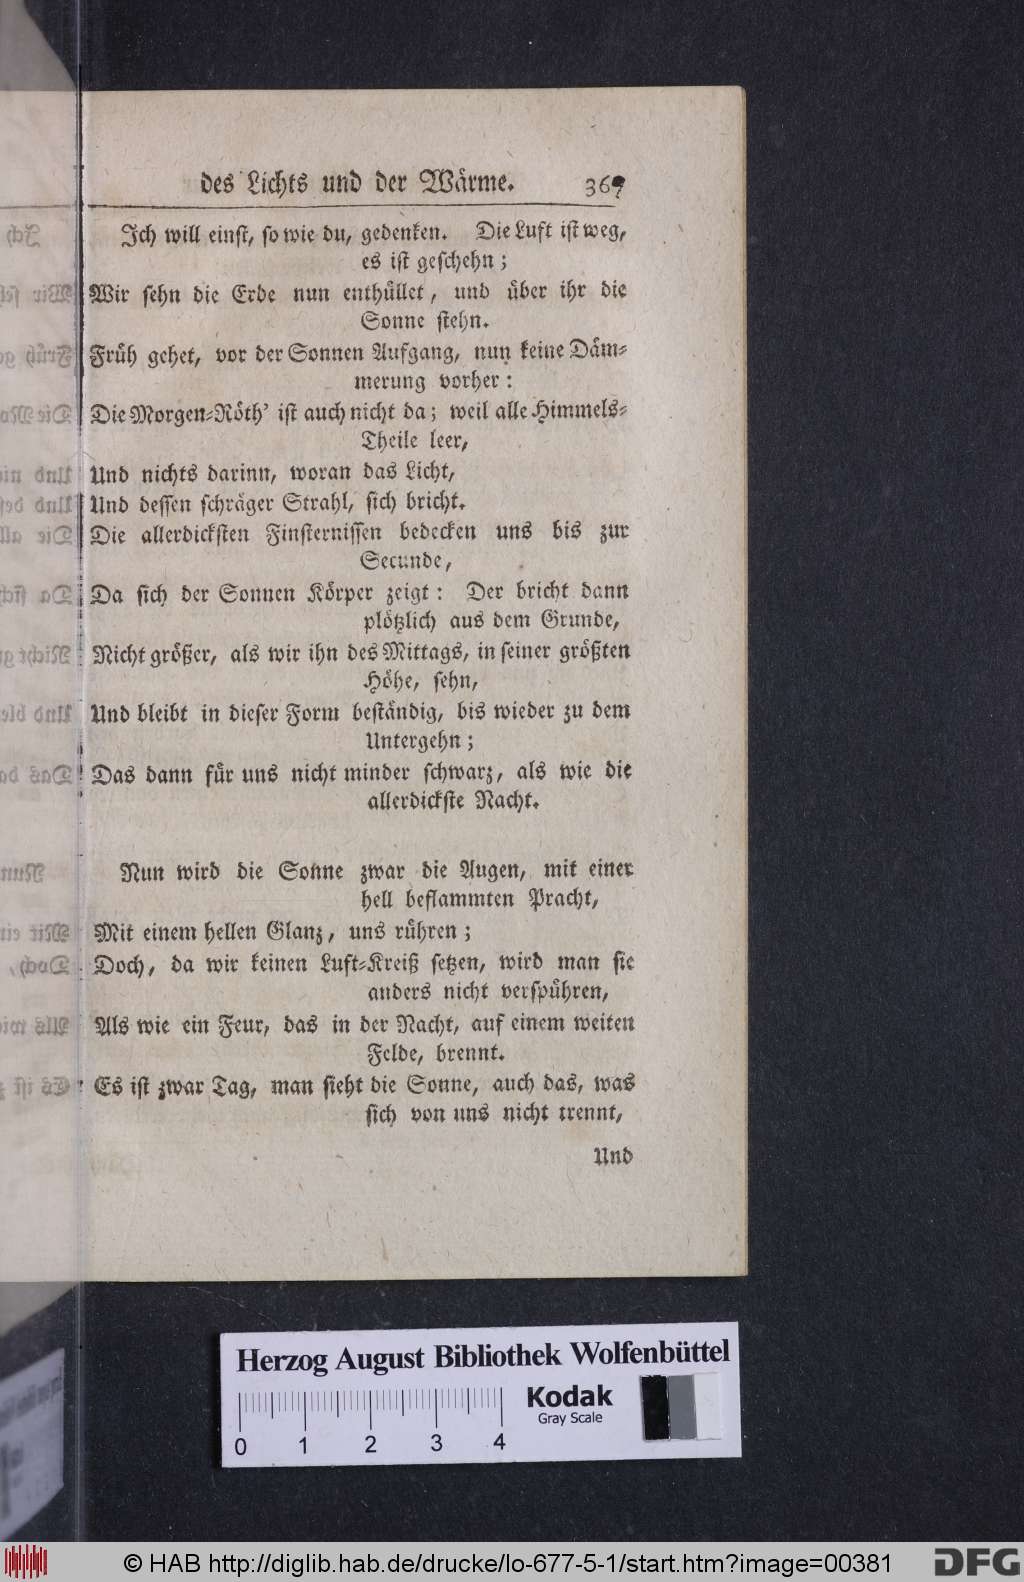 des Lichts und der Wärme. 367
Ich will einst, so wie du, gedenken. Die Luft ist weg,
es ist geschehn;
Wir sehn die Erde nun enthüllet, und über ihr die
Sonne stehn.
Früh gehet, vor der Sonnen Aufgang, nun keine Däm-
merung vorher:
Die Morgen-Röth' ist auch nicht da; weil alle Himmels-
Theile leer,
Und nichts darinn, woran das Licht,
Und dessen schräger Strahl, sich bricht.
Die allerdicksten Finsternissen bedecken uns bis zur
Secunde,
Da sich der Sonnen Körper zeigt: Der bricht dann
plötzlich aus dem Grunde,
Nicht größer, als wir ihn des Mittags, in seiner größten
Höhe, sehn,
Und bleibt in dieser Form beständig, bis wieder zu dem
Untergehn;
Das dann für uns nicht minder schwarz, als wie die
allerdickste Nacht.
Nun wird die Sonne zwar die Augen, mit einer
hell beflammten Pracht,
Mit einem hellen Glanz, uns rühren;
Doch, da wir keinen Luft-Kreiß setzen, wird man sie
anders nicht verspühren,
Als wie ein Feur, das in der Nacht, auf einem weiten
Felde, brennt.
Es ist zwar Tag, man sieht die Sonne, auch das, was
sich von uns nicht trennt,
Und
Herzog August Bibliothek Wolfenbüttel
Kodak
Gray Scale
0 1 2 3 4
© HAB http://diglib.hab.de/drucke/lo-677-5-1/start.htm?image=00381
DFG